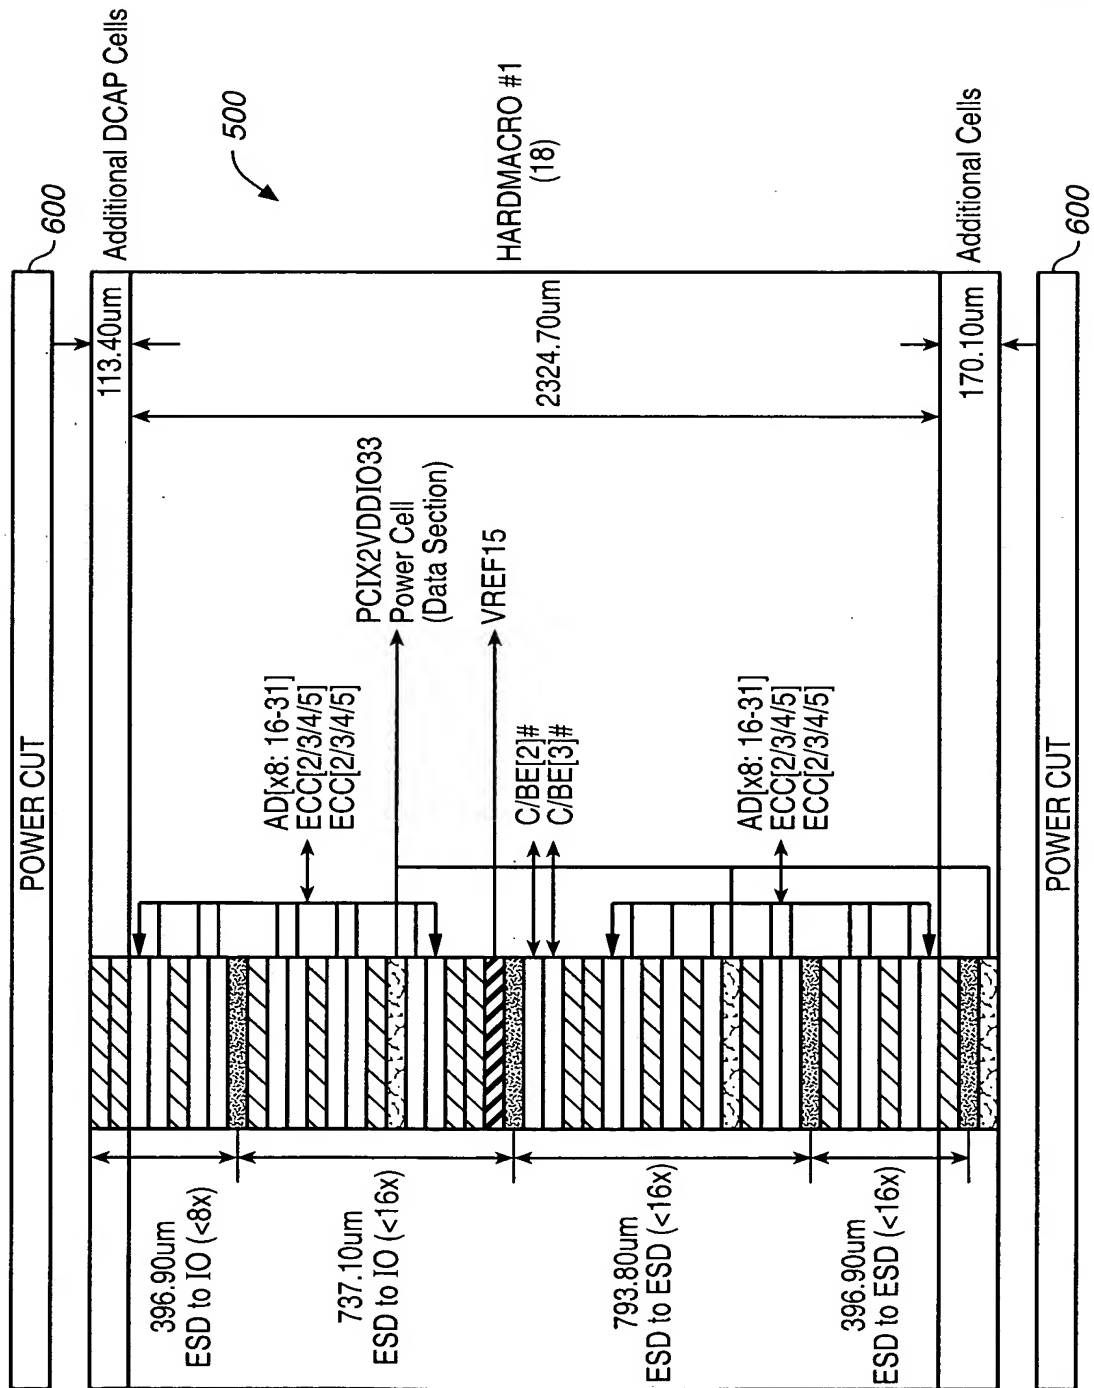 POWER CUT
600
Additional DCAP Cells
113.40um
500
HARDMACRO #1
(18)
2324.70um
PCIX2VDDIO33
Power Cell
(Data Section)
VREF15
AD[x8: 16-31]
ECC[2/3/4/5]
ECC[2/3/4/5]
C/BE[2]#
C/BE[3]#
AD[x8: 16-31]
ECC[2/3/4/5]
ECC[2/3/4/5]
396.90um
ESD to IO (<8x)
737.10um
ESD to IO (<16x)
793.80um
ESD to ESD (<16x)
396.90um
ESD to ESD (<16x)
Additional Cells
170.10um
POWER CUT
600